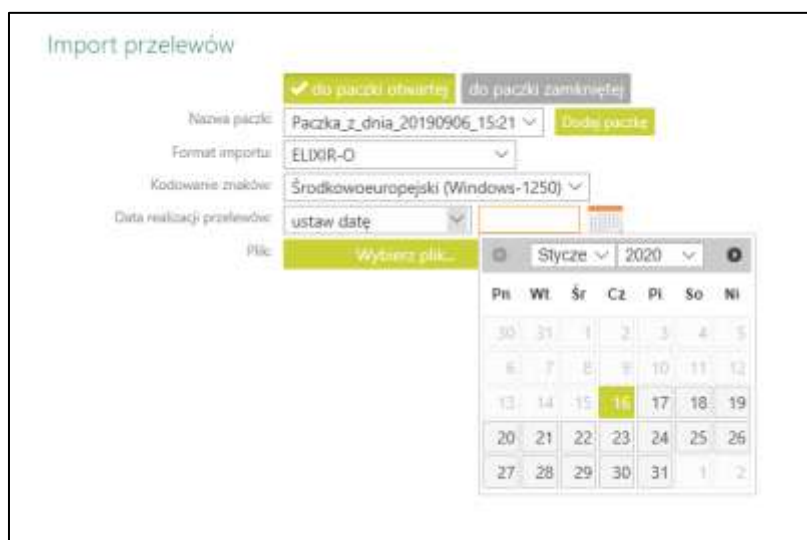 Import przelewów
do paczki otwartej do paczki zamkniętej
Nazwa paczki: Paczka_z_dnia_20190906_15:21 Dodaj paczkę
Format importu: ELIXIR-O
Kodowanie znaków: Środkowoeuropejski (Windows-1250)
Data realizacji przelewów: ustaw datę
Plik: Wybierz plik...
Stycze 2020
Pn Wt Śr Cz Pi So Ni
30 31 1 2 3 4 5
6 7 8 9 10 11 12
13 14 15 16 17 18 19
20 21 22 23 24 25 26
27 28 29 30 31 1 2